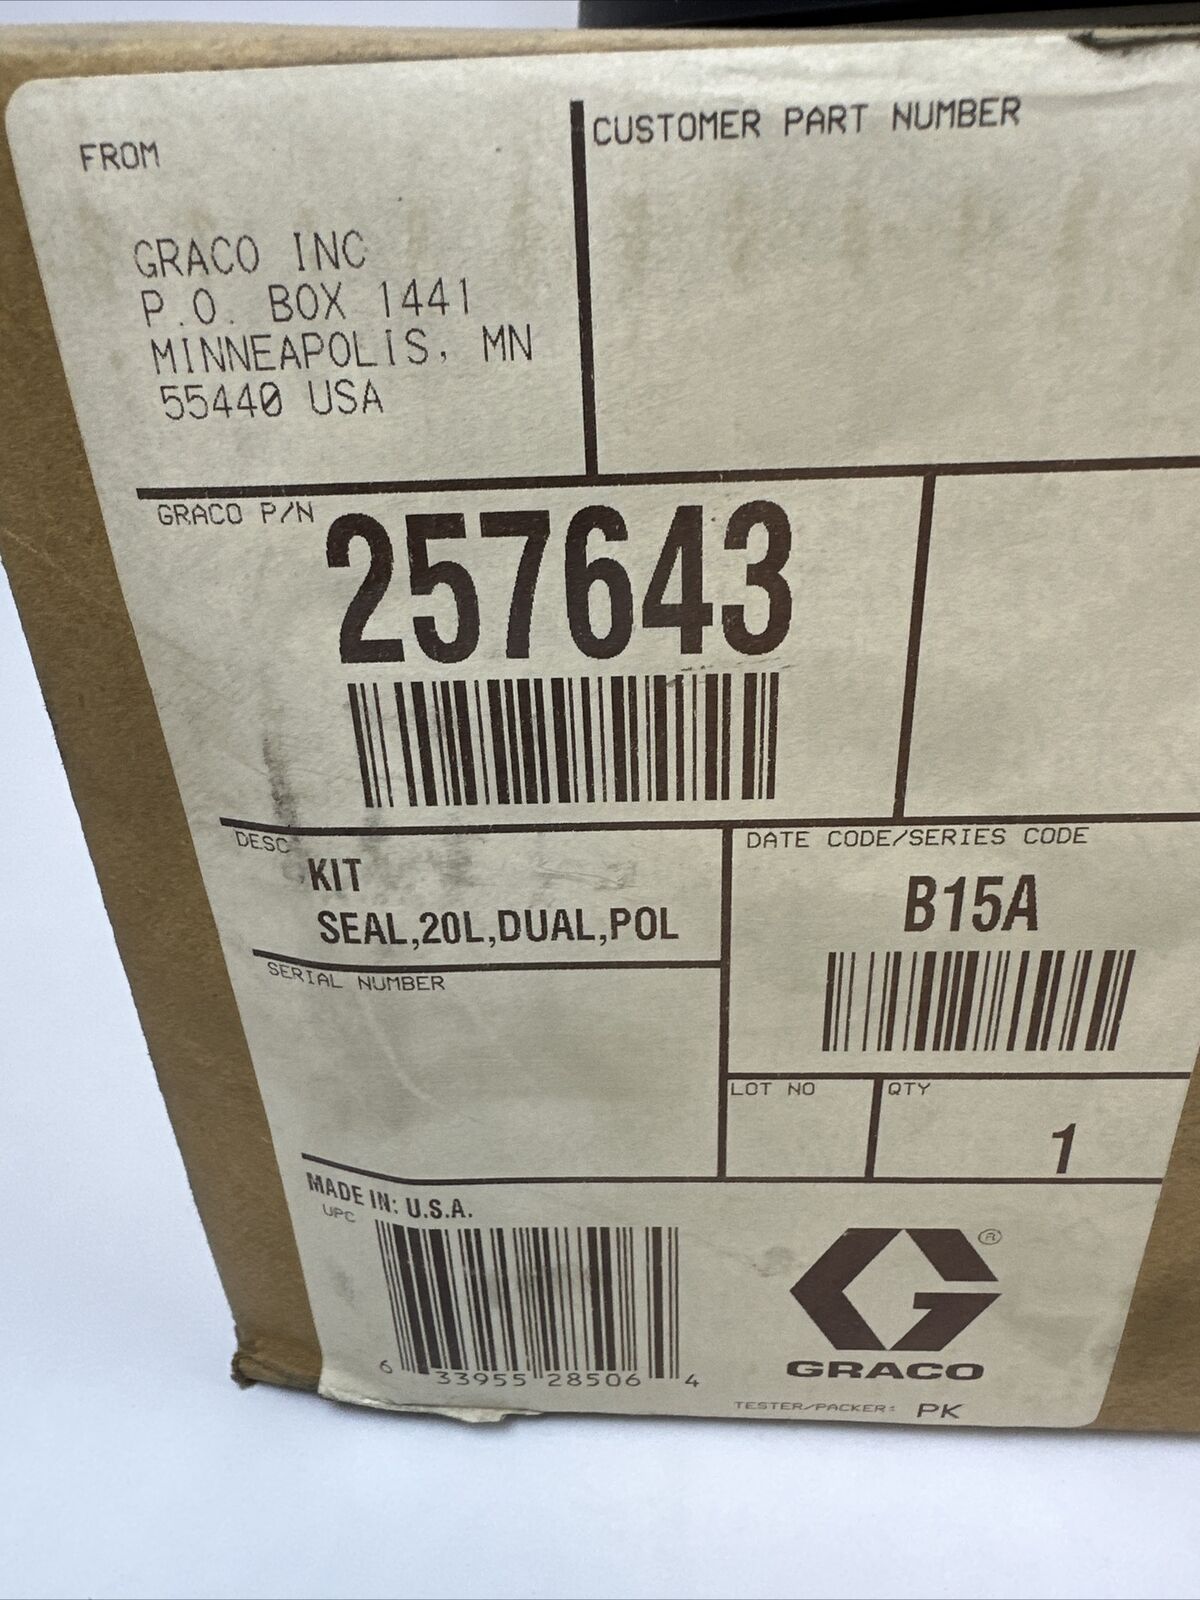 FROM
GRACO INC
P.O. BOX 1441
MINNEAPOLIS, MN
55440 USA
CUSTOMER PART NUMBER
GRACO P/N
257643
DESC
KIT
SEAL,20L,DUAL,POL
DATE CODE/SERIES CODE
B15A
SERIAL NUMBER
LOT NO
QTY
1
MADE IN: U.S.A.
UPC
6 33955 28506 4
®
GRACO
TESTER/PACKER: PK